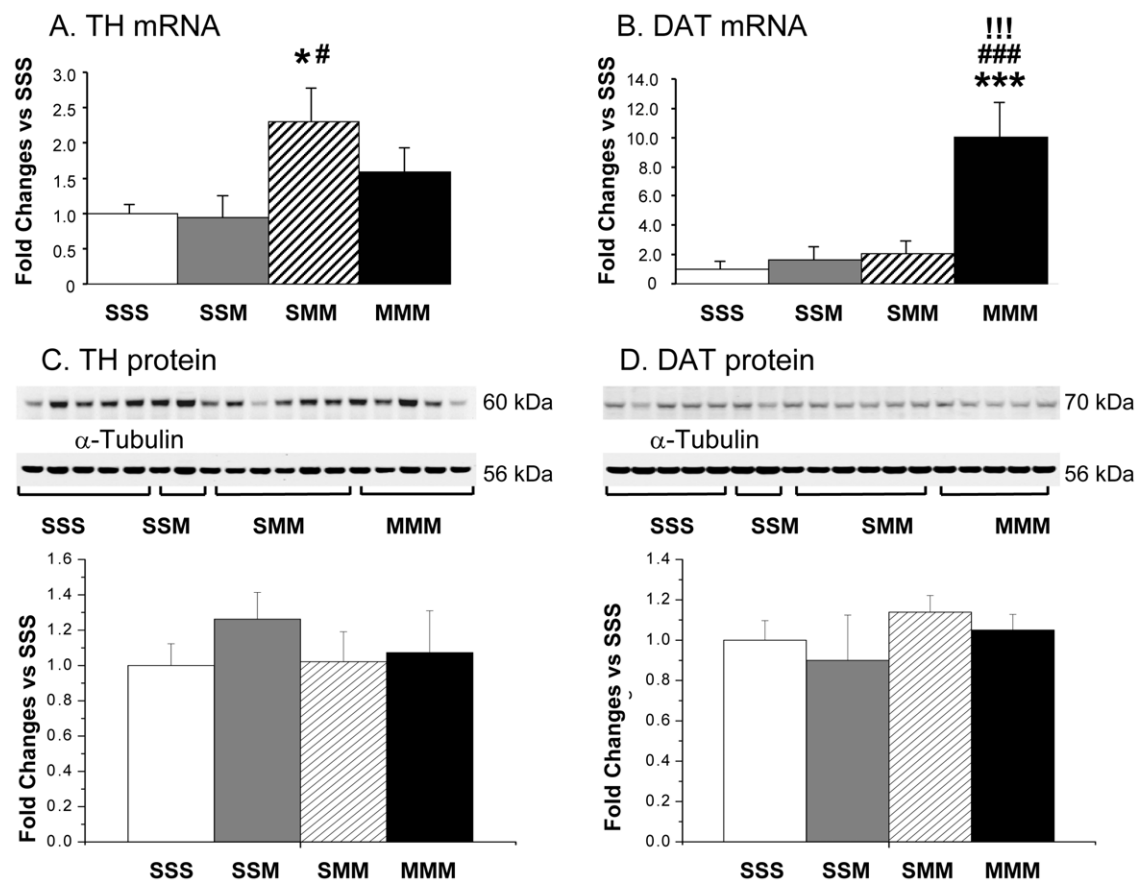 A. TH mRNA
* #
Fold Changes vs SSS
3.0
2.5
2.0
1.5
1.0
0.5
0
SSS SSM SMM MMM
B. DAT mRNA
!!!
###
***
Fold Changes vs SSS
14.0
12.0
10.0
8.0
6.0
4.0
2.0
0
SSS SSM SMM MMM
C. TH protein
60 kDa
α-Tubulin
56 kDa
SSS SSM SMM MMM
Fold Changes vs SSS
1.6
1.4
1.2
1.0
0.8
0.6
0.4
0.2
0.0
SSS SSM SMM MMM
D. DAT protein
70 kDa
α-Tubulin
56 kDa
SSS SSM SMM MMM
Fold Changes vs SSS
1.4
1.2
1.0
0.8
0.6
0.4
0.2
0.0
SSS SSM SMM MMM